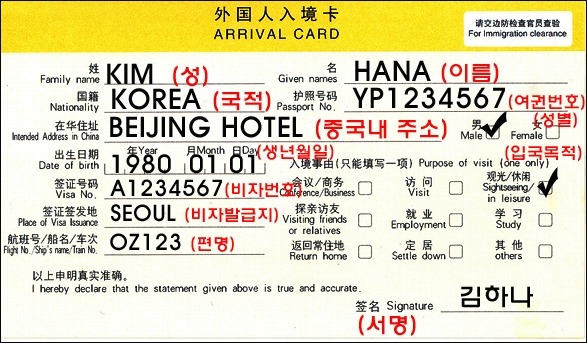 外国人入境卡
ARRIVAL CARD
请交边防检查官员查验
For Immigration clearance
姓 KIM (성) 名 HANA (이름)
Family name Given names
国籍 KOREA (국적) 护照号码 YP1234567 (여권번호)
Nationality Passport No.
在华住址 BEIJING HOTEL (중국내 주소) 男 女 (성별)
Intended Address in China Male Female
出生日期 年Year 月Month 日Day (생년월일) (입국목적)
Date of birth 1980 01 01 入境事由(只能填写一项) Purpose of visit (one only)
签证号码 A1234567 (비자번호) 会议/商务 访问 观光/休闲
Visa No. Conference/Business Visit Sightseeing/
in leisure
签证签发地 SEOUL (비자발급지) 探亲访友 就业 学习
Place of Visa Issuance Visiting friends Employment Study
or relatives
航班号/船名/车次 OZ123 (편명) 返回常住地 定居 其他
Flight No./Ship's name/Train No. Return home Settle down others
以上申明真实准确。
I hereby declare that the statement given above is true and accurate.
签名 Signature 김하나
(서명)